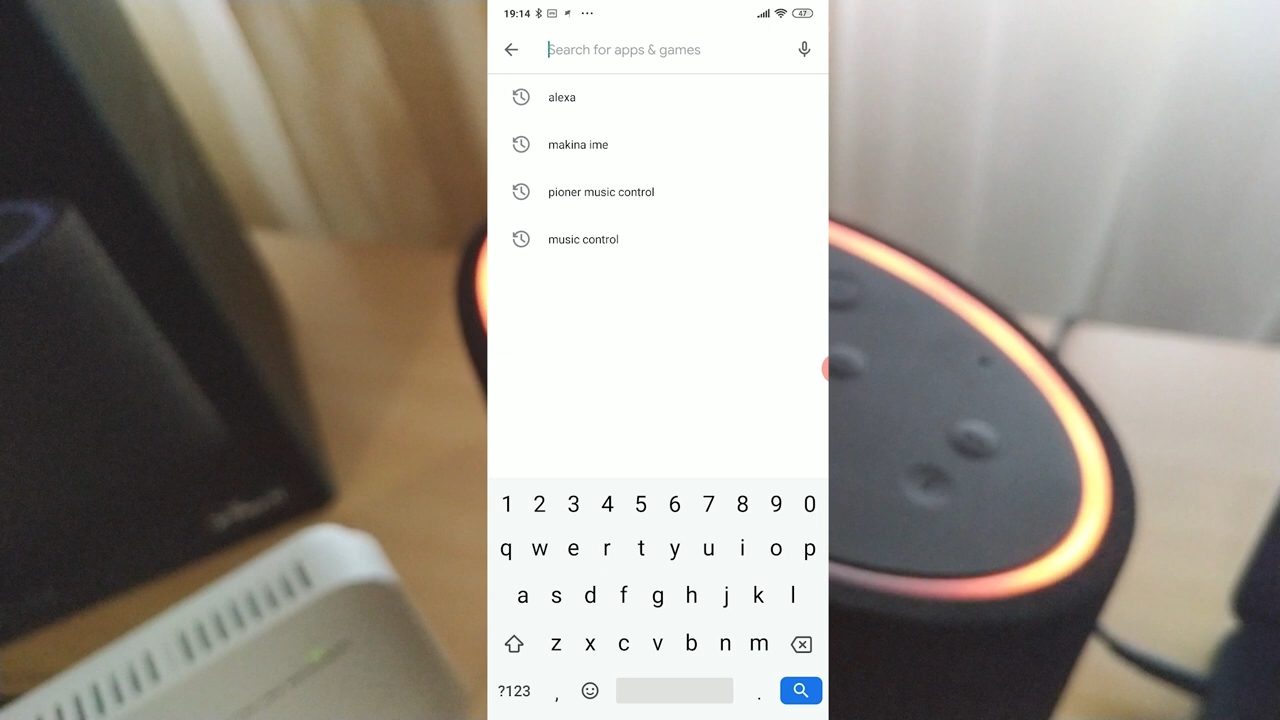 19:14 47
Search for apps & games
alexa
makina ime
pioner music control
music control
1 2 3 4 5 6 7 8 9 0
q w e r t y u i o p
a s d f g h j k l
z x c v b n m
?123 , .